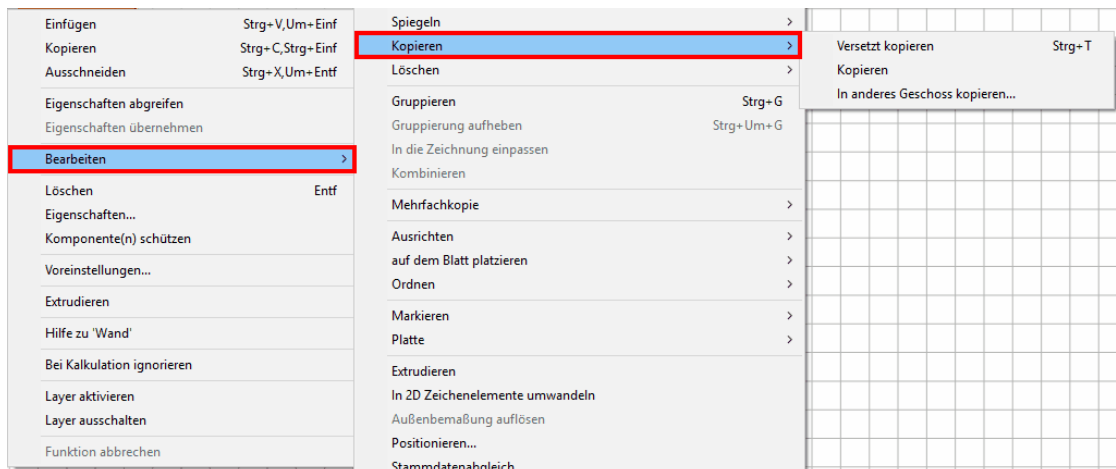 Einfügen Strg+V,Um+Einf
Kopieren Strg+C,Strg+Einf
Ausschneiden Strg+X,Um+Entf
Eigenschaften abgreifen
Eigenschaften übernehmen
Bearbeiten
Löschen Entf
Eigenschaften...
Komponente(n) schützen
Voreinstellungen...
Extrudieren
Hilfe zu 'Wand'
Bei Kalkulation ignorieren
Layer aktivieren
Layer ausschalten
Funktion abbrechen
Spiegeln
Kopieren
Löschen
Gruppieren Strg+G
Gruppierung aufheben Strg+Um+G
In die Zeichnung einpassen
Kombinieren
Mehrfachkopie
Ausrichten
auf dem Blatt platzieren
Ordnen
Markieren
Platte
Extrudieren
In 2D Zeichenelemente umwandeln
Außenbemaßung auflösen
Positionieren...
Stammdatenabgleich
Versetzt kopieren Strg+T
Kopieren
In anderes Geschoss kopieren...